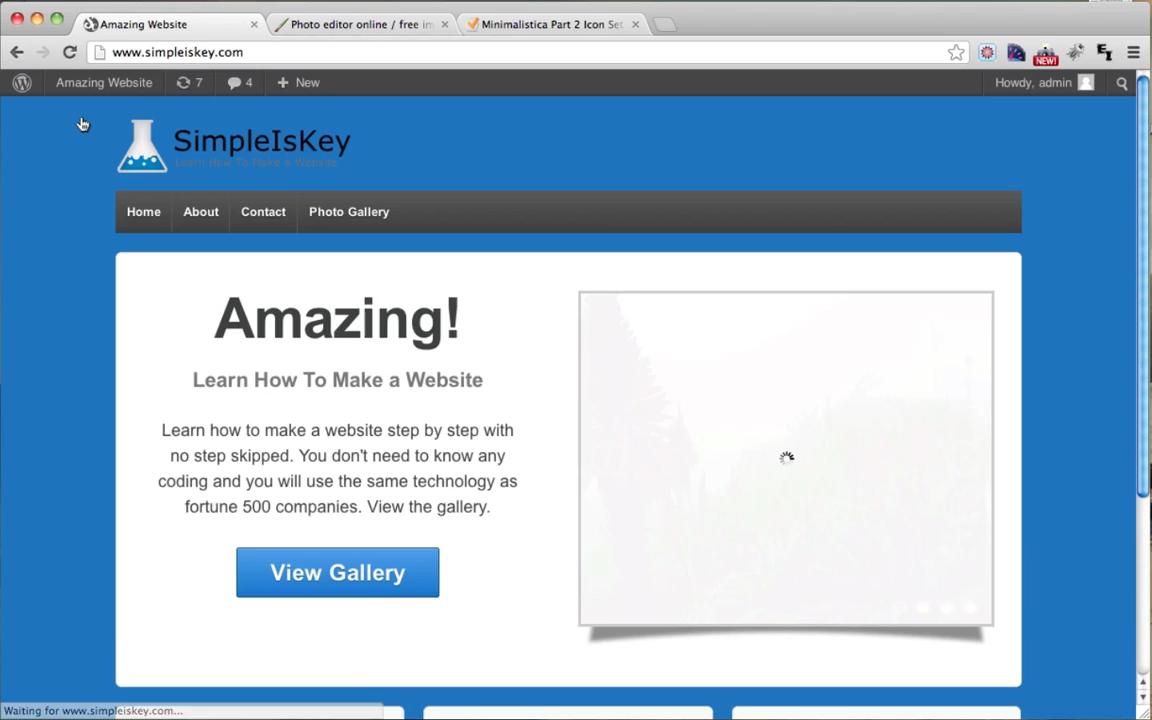 Amazing Website
Photo editor online / free im
Minimalistica Part 2 Icon Set
www.simpleiskey.com
NEW!
Amazing Website 7 4 + New Howdy, admin
SimpleIsKey
Learn How To Make a Website
Home About Contact Photo Gallery
Amazing!
Learn How To Make a Website
Learn how to make a website step by step with
no step skipped. You don't need to know any
coding and you will use the same technology as
fortune 500 companies. View the gallery.
View Gallery
Waiting for www.simpleiskey.com...